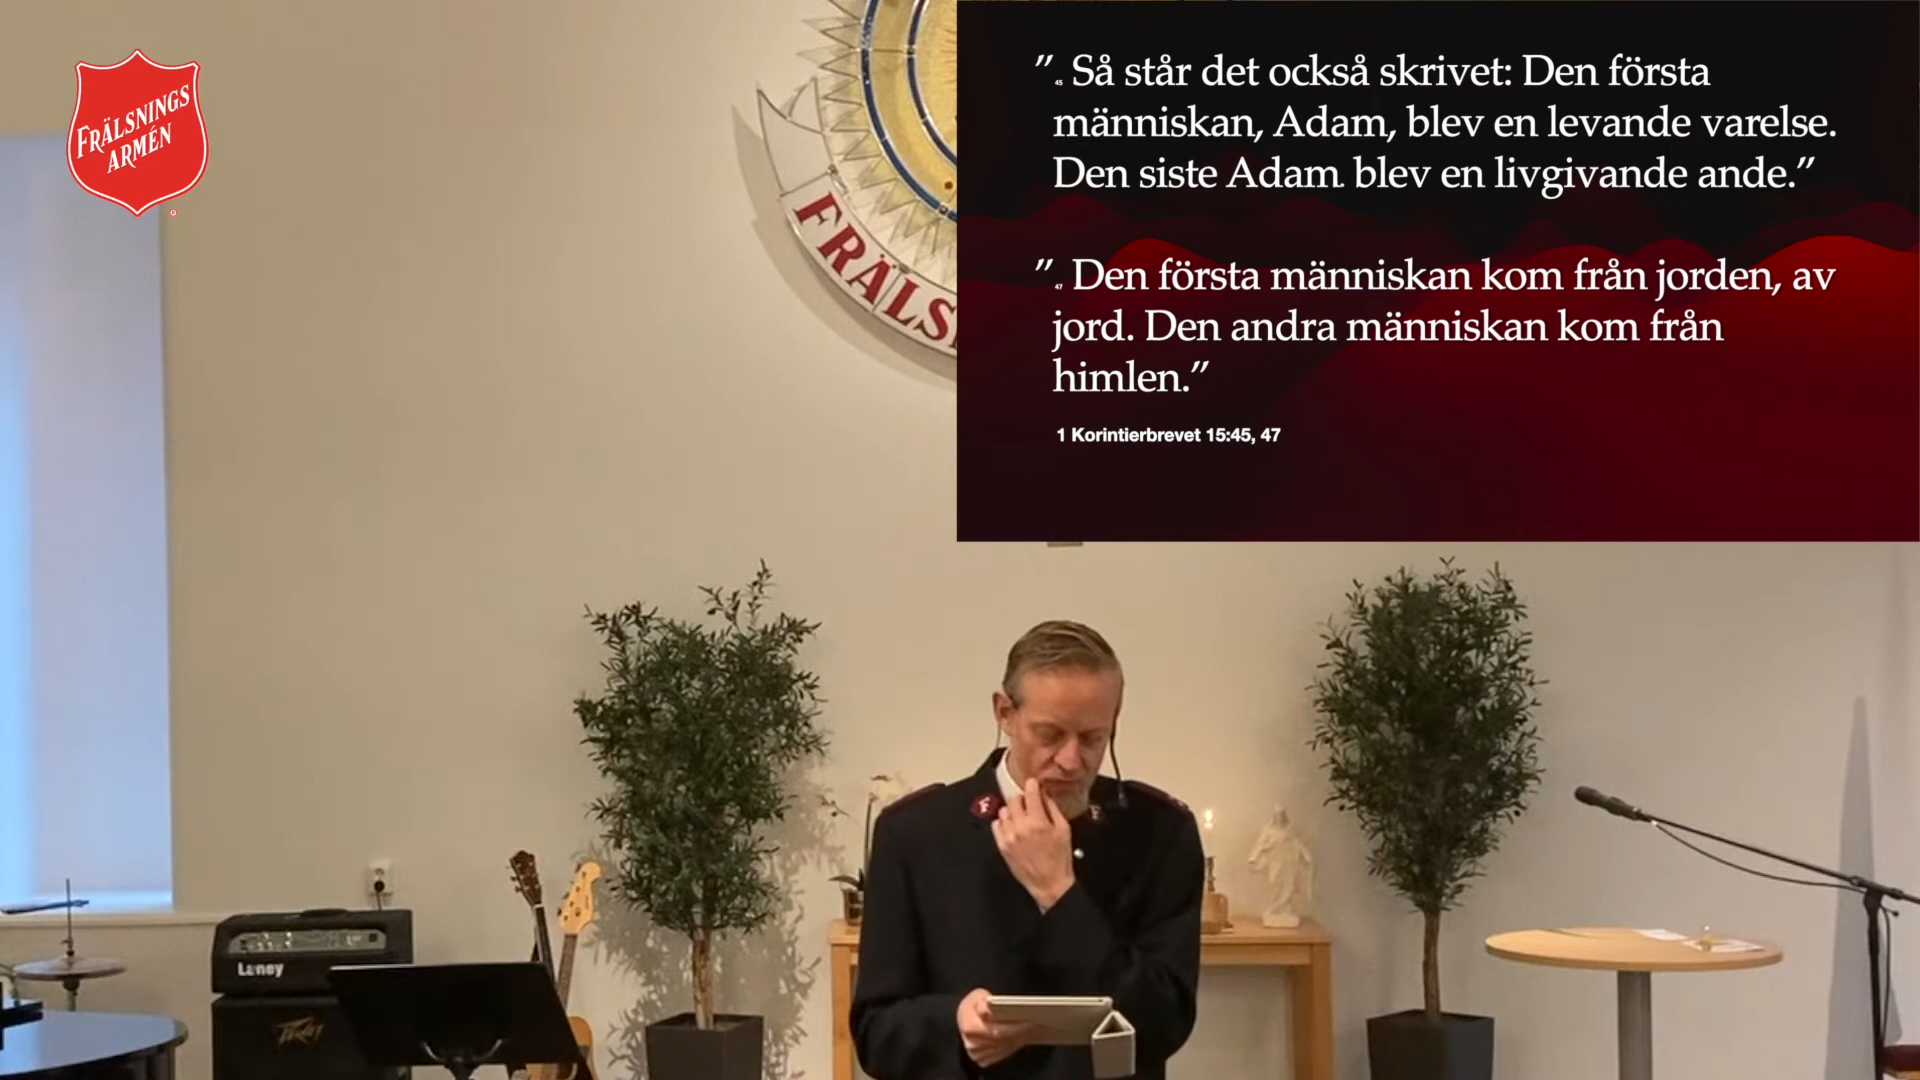 FRÄLSNINGS
ARMÉN
FRÄLS
”45 Så står det också skrivet: Den första
människan, Adam, blev en levande varelse.
Den siste Adam blev en livgivande ande.”
”47 Den första människan kom från jorden, av
jord. Den andra människan kom från
himlen.”
1 Korintierbrevet 15:45, 47
F
F
Laney
PEAVEY